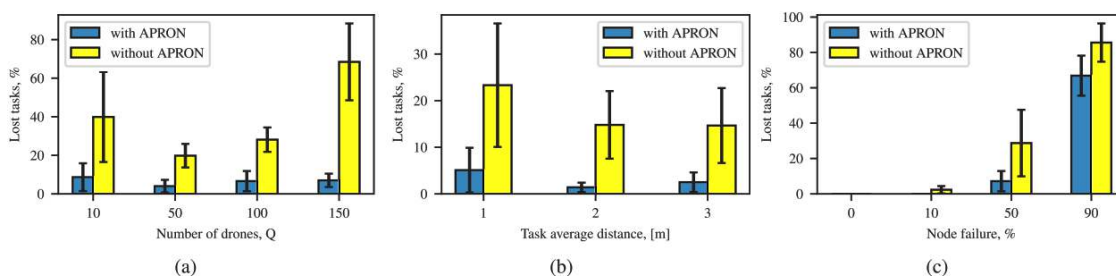 with APRON
without APRON
Lost tasks, %
80
60
40
20
0
10 50 100 150
Number of drones, Q
(a)
with APRON
without APRON
Lost tasks, %
30
20
10
0
1 2 3
Task average distance, [m]
(b)
with APRON
without APRON
Lost tasks, %
100
80
60
40
20
0
0 10 50 90
Node failure, %
(c)